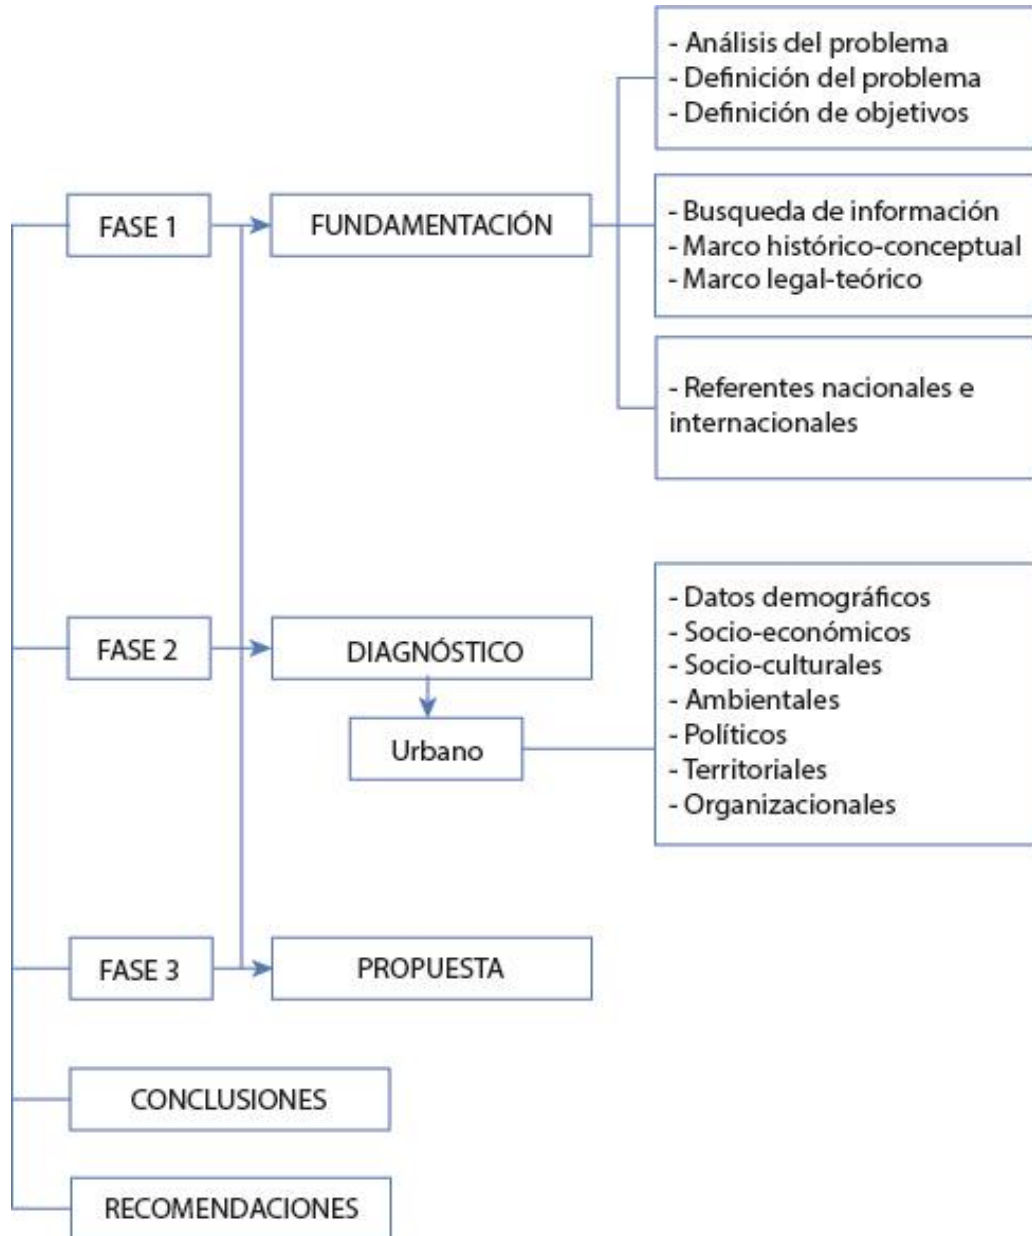 FASE 1
FUNDAMENTACIÓN
- Análisis del problema
- Definición del problema
- Definición de objetivos
- Busqueda de información
- Marco histórico-conceptual
- Marco legal-teórico
- Referentes nacionales e
internacionales
FASE 2
DIAGNÓSTICO
Urbano
- Datos demográficos
- Socio-económicos
- Socio-culturales
- Ambientales
- Políticos
- Territoriales
- Organizacionales
FASE 3
PROPUESTA
CONCLUSIONES
RECOMENDACIONES